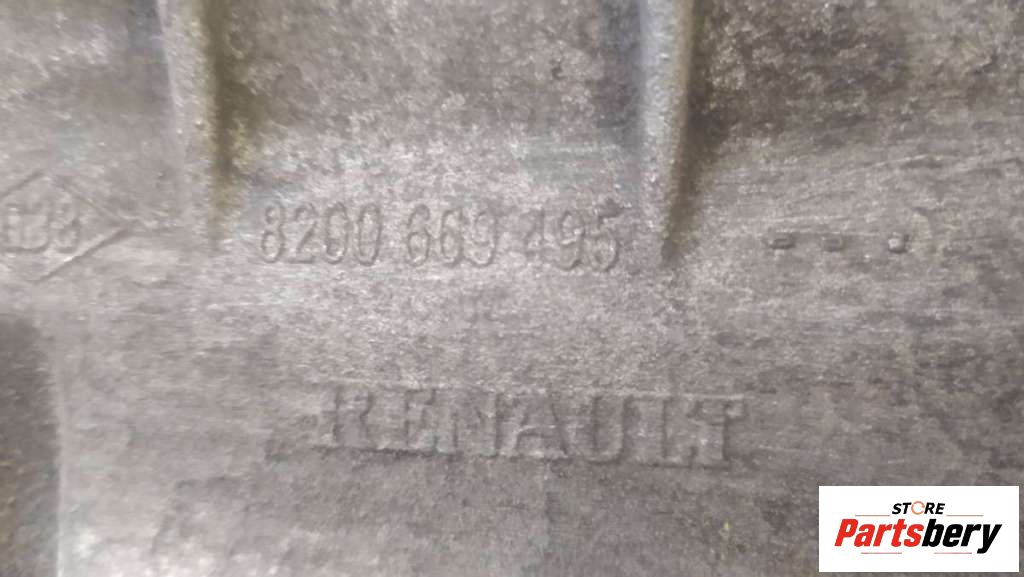 8200 669 495
RENAULT
STORE
Partsbery